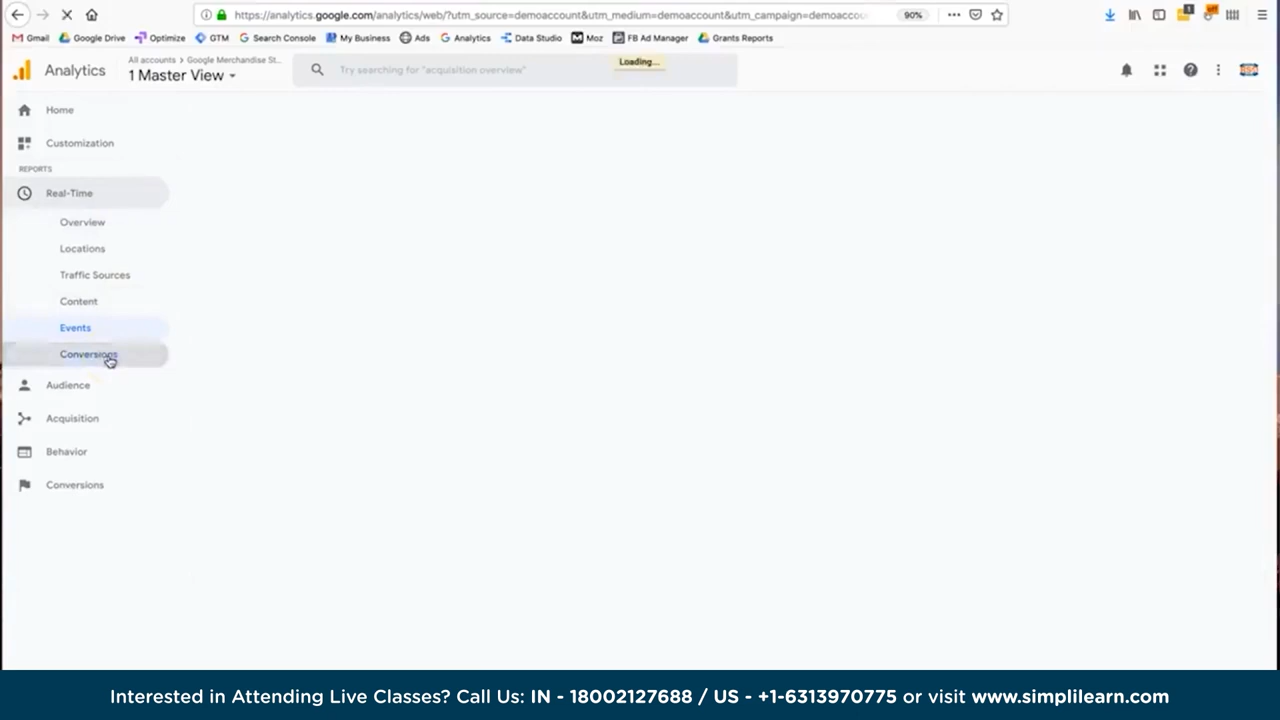 https://analytics.google.com/analytics/web/?utm_source=demoaccount&utm_medium=demoaccount&utm_campaign=demoaccou
90%
Gmail Google Drive Optimize GTM Search Console My Business Ads Analytics Data Studio Moz FB Ad Manager Grants Reports
Analytics
All accounts > Google Merchandise St...
1 Master View
Try searching for "acquisition overview"
Loading...
Home
Customization
REPORTS
Real-Time
Overview
Locations
Traffic Sources
Content
Events
Conversions
Audience
Acquisition
Behavior
Conversions
Interested in Attending Live Classes? Call Us: IN - 18002127688 / US - +1-6313970775 or visit www.simplilearn.com